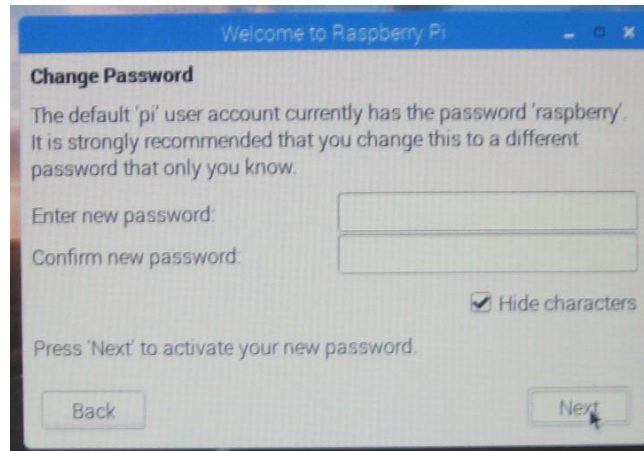 Welcome to Raspberry Pi
Change Password
The default 'pi' user account currently has the password 'raspberry'.
It is strongly recommended that you change this to a different
password that only you know.
Enter new password:
Confirm new password:
Hide characters
Press 'Next' to activate your new password.
Back
Next